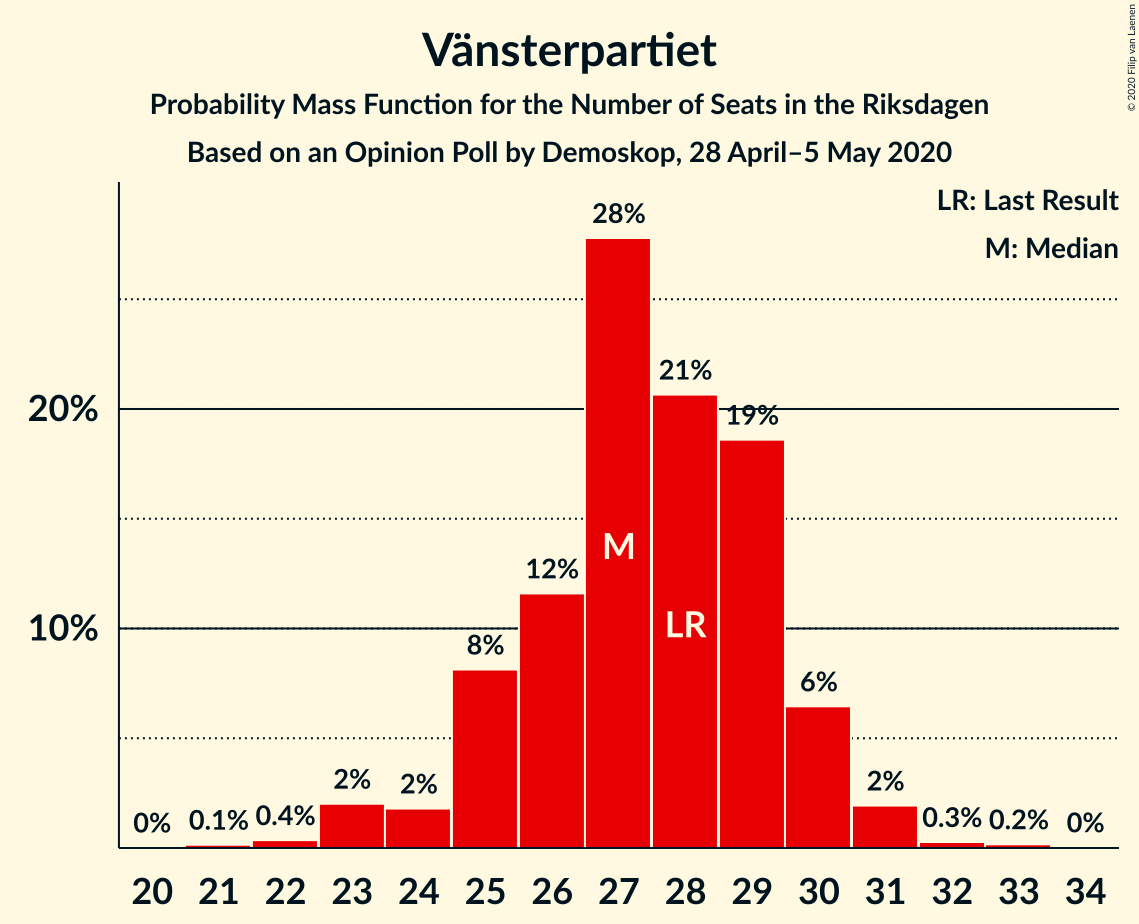 Vänsterpartiet
Probability Mass Function for the Number of Seats in the Riksdagen
Based on an Opinion Poll by Demoskop, 28 April–5 May 2020
© 2020 Filip van Laenen
LR: Last Result
M: Median
28%
21%
19%
20%
12%
M
LR
10%
8%
6%
2%
2%
2%
0%
0.1%
0.4%
0.3%
0.2%
0%
20 21 22 23 24 25 26 27 28 29 30 31 32 33 34